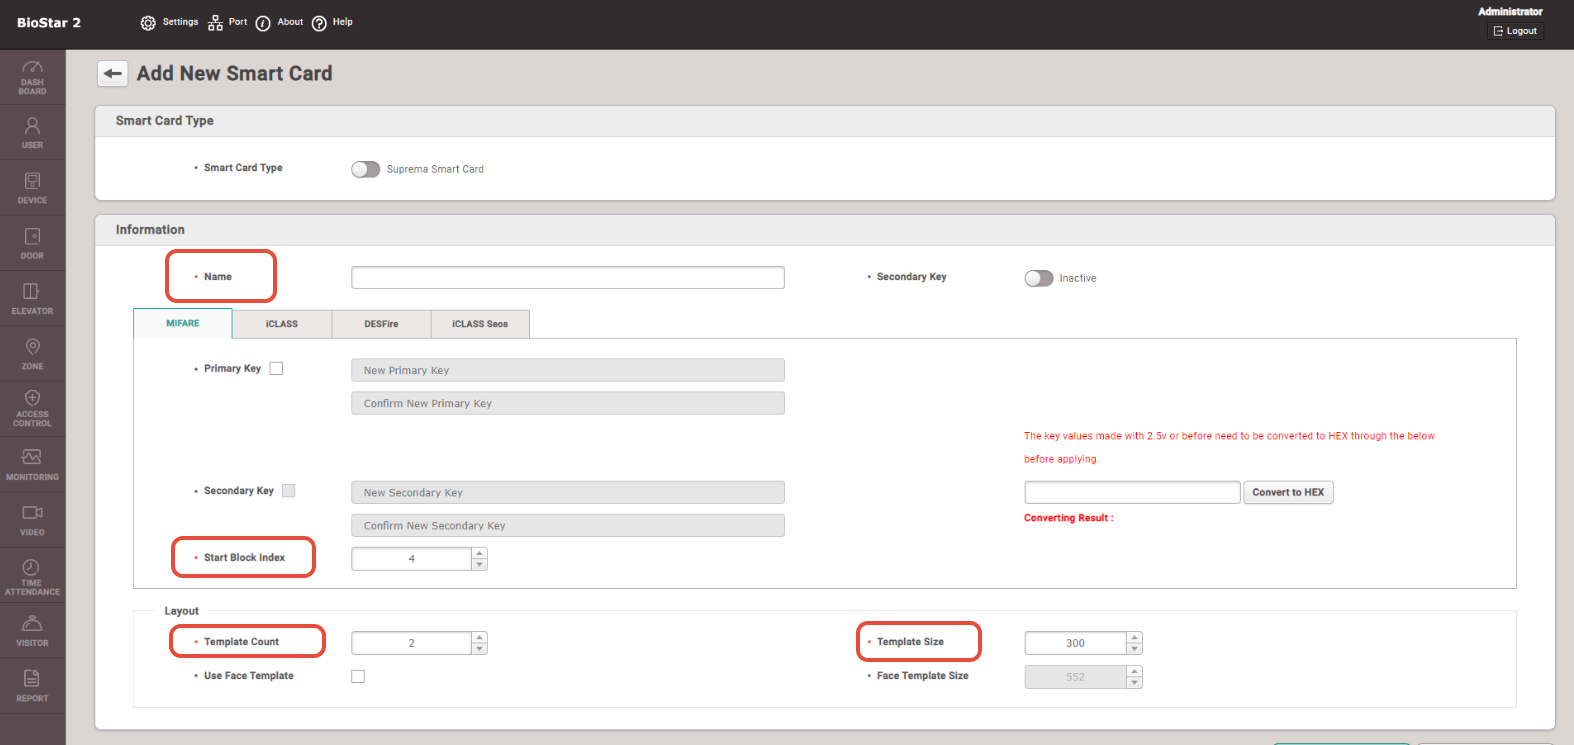 BioStar 2
Settings
Port
About
Help
Administrator
Logout
DASH
BOARD
USER
DEVICE
DOOR
ELEVATOR
ZONE
ACCESS
CONTROL
MONITORING
VIDEO
TIME
ATTENDANCE
VISITOR
REPORT
Add New Smart Card
Smart Card Type
• Smart Card Type
Suprema Smart Card
Information
• Name
• Secondary Key
Inactive
MIFARE
iCLASS
DESFire
iCLASS Seos
• Primary Key
New Primary Key
Confirm New Primary Key
The key values made with 2.5v or before need to be converted to HEX through the below
before applying.
• Secondary Key
New Secondary Key
Convert to HEX
Confirm New Secondary Key
Converting Result :
• Start Block Index
4
Layout
• Template Count
2
• Template Size
300
• Use Face Template
• Face Template Size
552